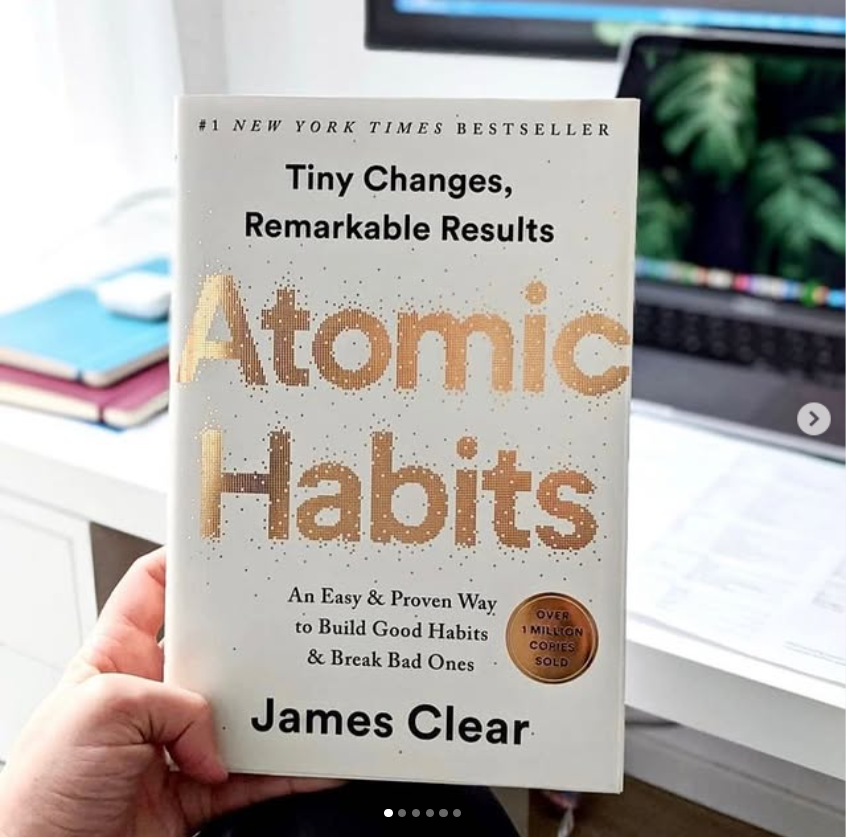 #1 NEW YORK TIMES BESTSELLER
Tiny Changes,
Remarkable Results
Atomic
Habits
An Easy & Proven Way
to Build Good Habits
& Break Bad Ones
OVER
1 MILLION
COPIES
SOLD
James Clear